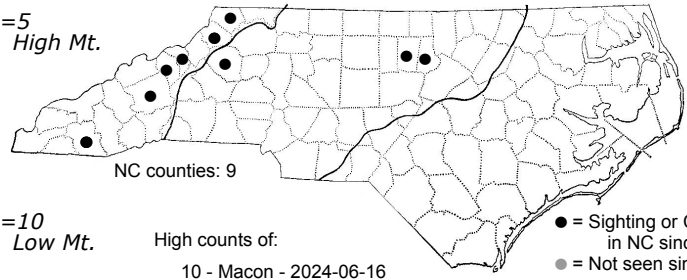 =5
High Mt.
NC counties: 9
=10
Low Mt.
High counts of:
10 - Macon - 2024-06-16
● = Sighting or
in NC sinc
● = Not seen sin